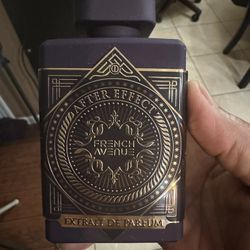 AFTER EFFECT
FRENCH
AVENUE
EXTRAIT DE PARFUM